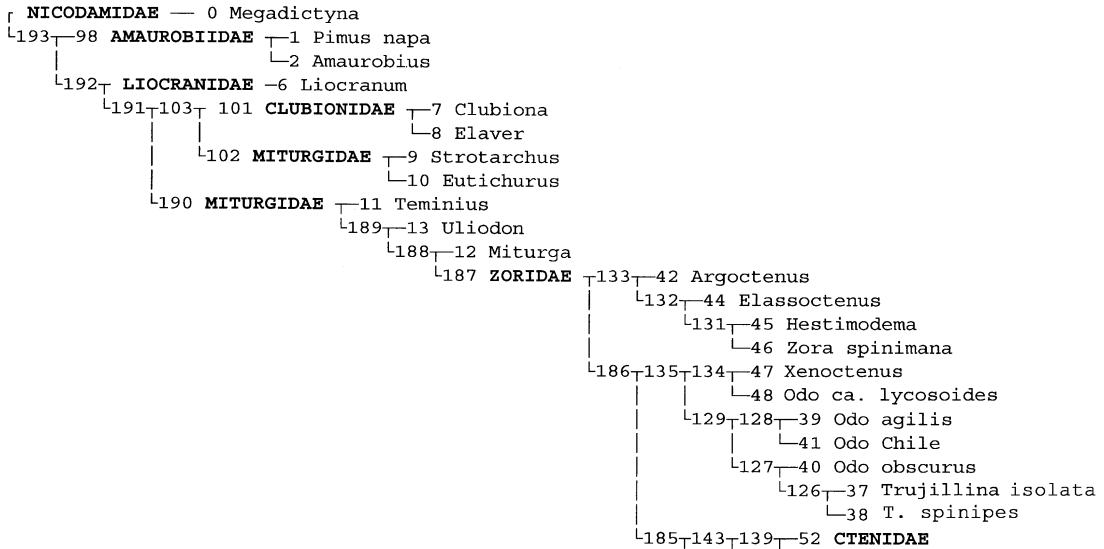 NICODAMIDAE — 0 Megadictyna
193 98 AMAUROBIIDAE 1 Pimus napa
2 Amaurobius
192 LIOCRANIDAE 6 Liocranum
191 103 101 CLUBIONIDAE 7 Clubiona
8 Elaver
102 MITURGIDAE 9 Strotarchus
10 Eutichurus
190 MITURGIDAE 11 Teminius
189 13 Uliodon
188 12 Miturga
187 ZORIDAE 133 42 Argoctenus
132 44 Elassoctenus
131 45 Hestimodema
46 Zora spinimana
186 135 134 47 Xenoctenus
48 Odo ca. lycosoides
129 128 39 Odo agilis
41 Odo Chile
127 40 Odo obscurus
126 37 Trujillina isolata
38 T. spinipes
185 143 139 52 CTENIDAE